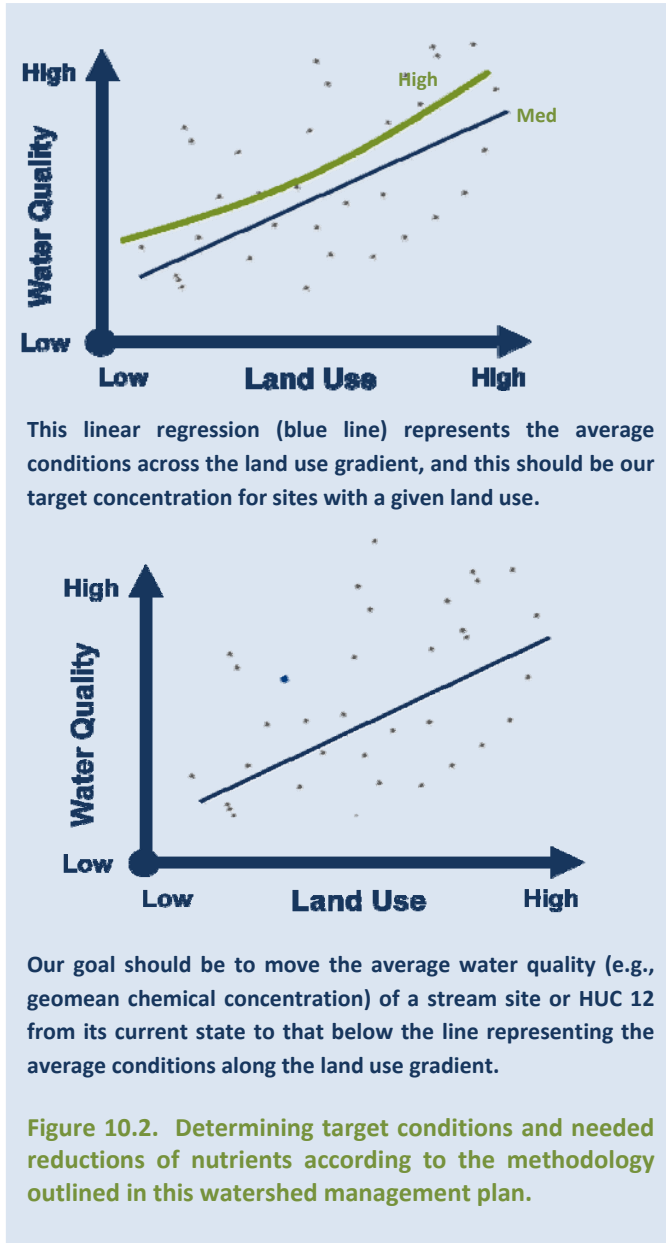 High
High
Med
Water Quality
Low
Low Land Use High
This linear regression (blue line) represents the average
conditions across the land use gradient, and this should be our
target concentration for sites with a given land use.
High
Water Quality
Low
Low Land Use High
Our goal should be to move the average water quality (e.g.,
geomean chemical concentration) of a stream site or HUC 12
from its current state to that below the line representing the
average conditions along the land use gradient.
Figure 10.2. Determining target conditions and needed
reductions of nutrients according to the methodology
outlined in this watershed management plan.